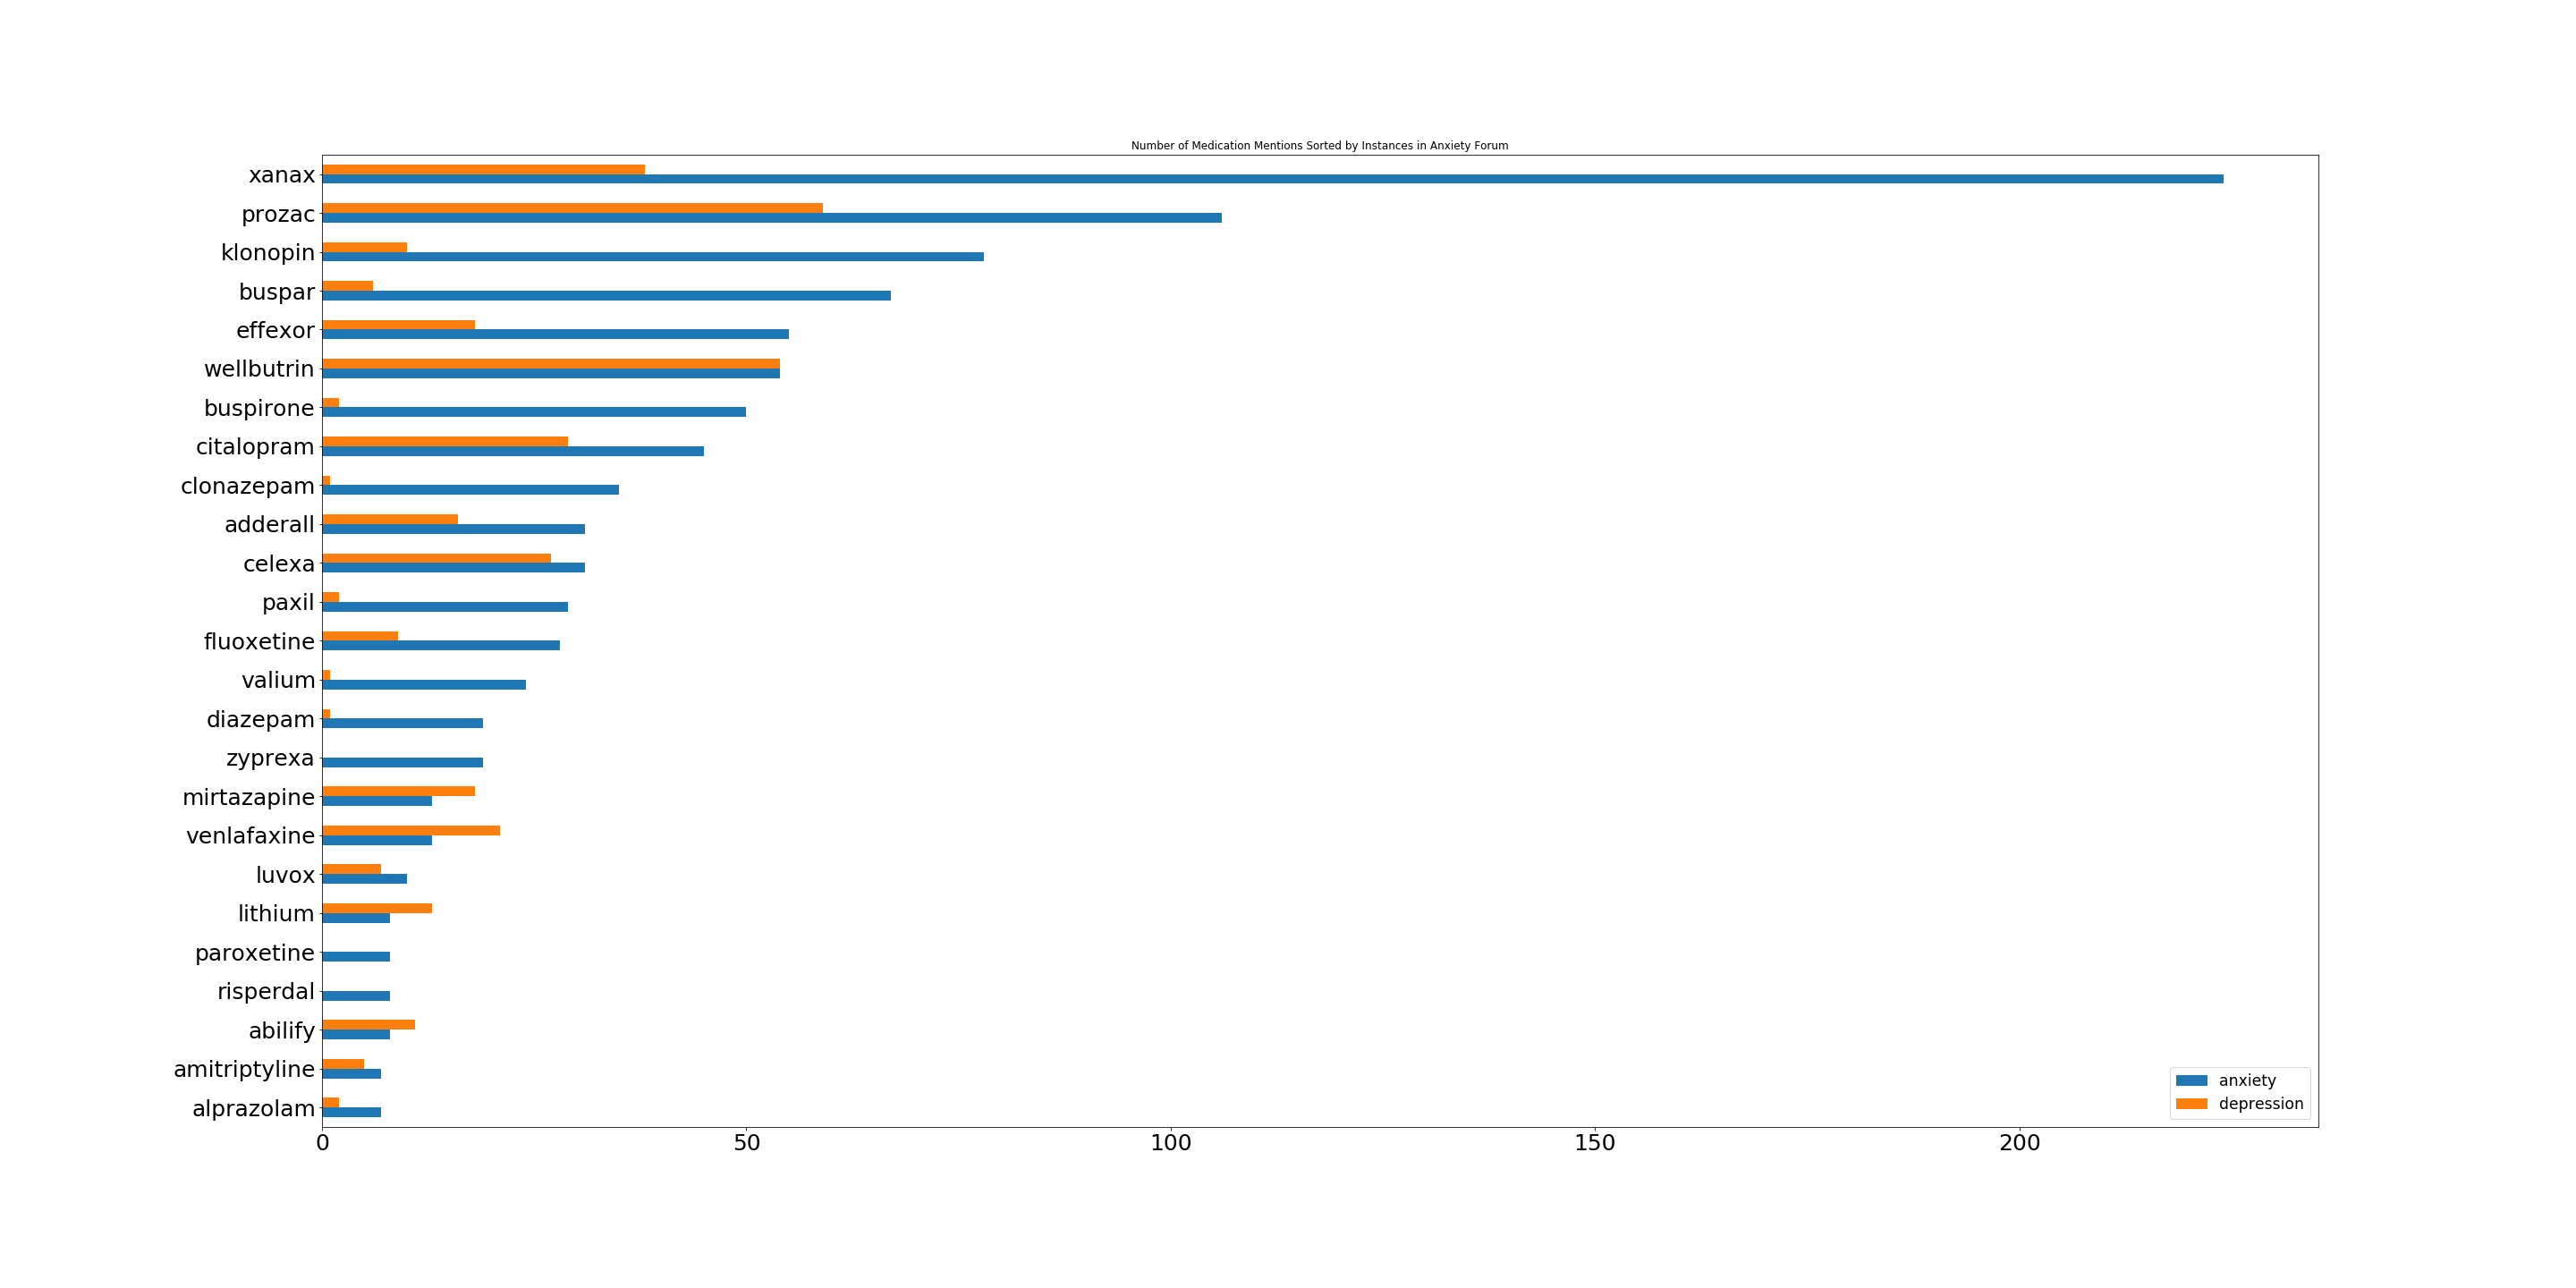 Number of Medication Mentions Sorted by Instances in Anxiety Forum
xanax
prozac
klonopin
buspar
effexor
wellbutrin
buspirone
citalopram
clonazepam
adderall
celexa
paxil
fluoxetine
valium
diazepam
zyprexa
mirtazapine
venlafaxine
luvox
lithium
paroxetine
risperdal
abilify
amitriptyline
alprazolam
anxiety
depression
0 50 100 150 200